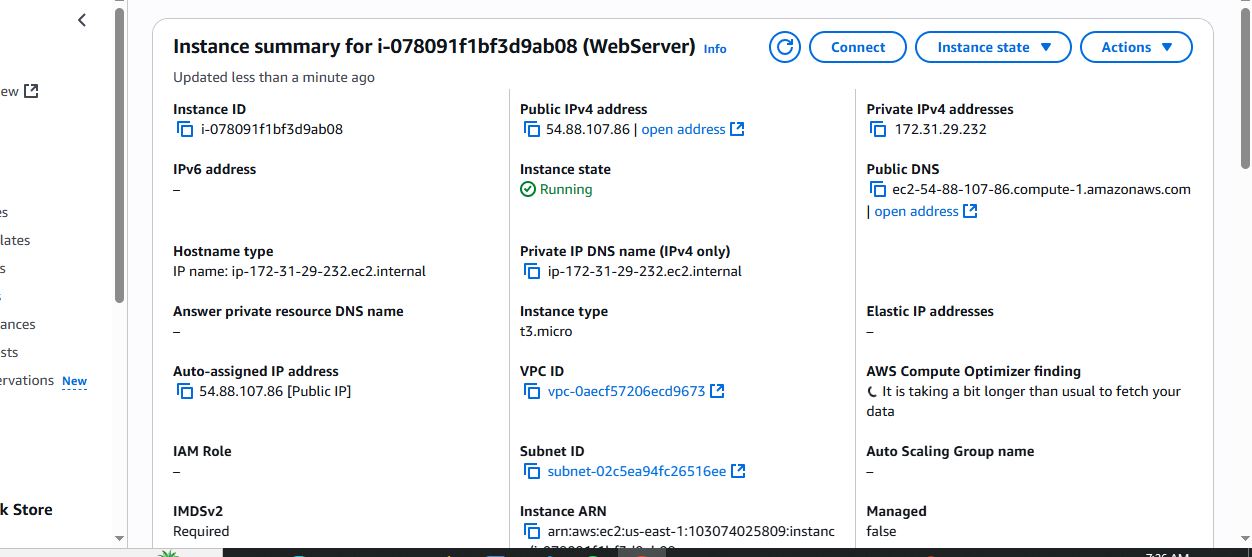 Instance summary for i-078091f1bf3d9ab08 (WebServer) Info
Connect
Instance state
Actions
Updated less than a minute ago
Instance ID
i-078091f1bf3d9ab08
Public IPv4 address
54.88.107.86 | open address
Private IPv4 addresses
172.31.29.232
IPv6 address
–
Instance state
Running
Public DNS
ec2-54-88-107-86.compute-1.amazonaws.com
| open address
Hostname type
IP name: ip-172-31-29-232.ec2.internal
Private IP DNS name (IPv4 only)
ip-172-31-29-232.ec2.internal
Answer private resource DNS name
–
Instance type
t3.micro
Elastic IP addresses
–
Auto-assigned IP address
54.88.107.86 [Public IP]
VPC ID
vpc-0aecf57206ecd9673
AWS Compute Optimizer finding
It is taking a bit longer than usual to fetch your
data
IAM Role
–
Subnet ID
subnet-02c5ea94fc26516ee
Auto Scaling Group name
–
IMDSv2
Required
Instance ARN
arn:aws:ec2:us-east-1:103074025809:instanc
Managed
false
ew
es
lates
s
ances
sts
ervations New
k Store